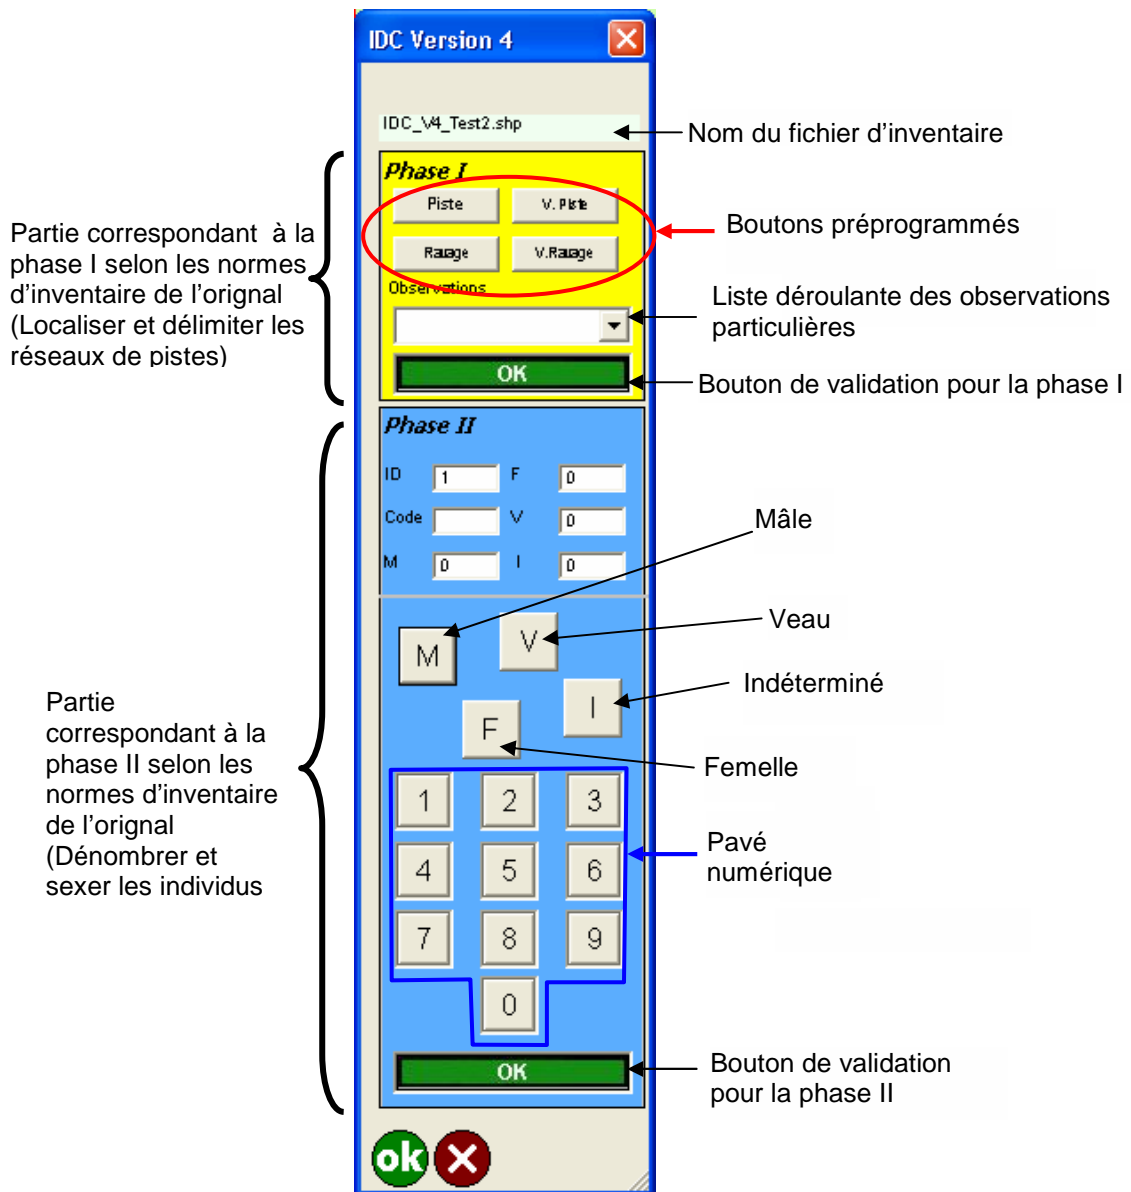 IDC Version 4
IDC_V4_Test2.shp
Nom du fichier d'inventaire
Phase I
Piste
V. Piste
Boutons préprogrammés
Ravage
V.Ravage
Partie correspondant à la
phase I selon les normes
d'inventaire de l'orignal
(Localiser et délimiter les
réseaux de pistes)
Observations
Liste déroulante des observations
particulières
OK
Bouton de validation pour la phase I
Phase II
ID
1
F
0
Code
V
0
M
0
I
0
Mâle
Veau
M
V
Indéterminé
I
F
Femelle
Partie
correspondant à la
phase II selon les
normes d'inventaire
de l'orignal
(Dénombrer et
sexer les individus
1
2
3
4
5
6
7
8
9
0
Pavé
numérique
OK
Bouton de validation
pour la phase II
ok